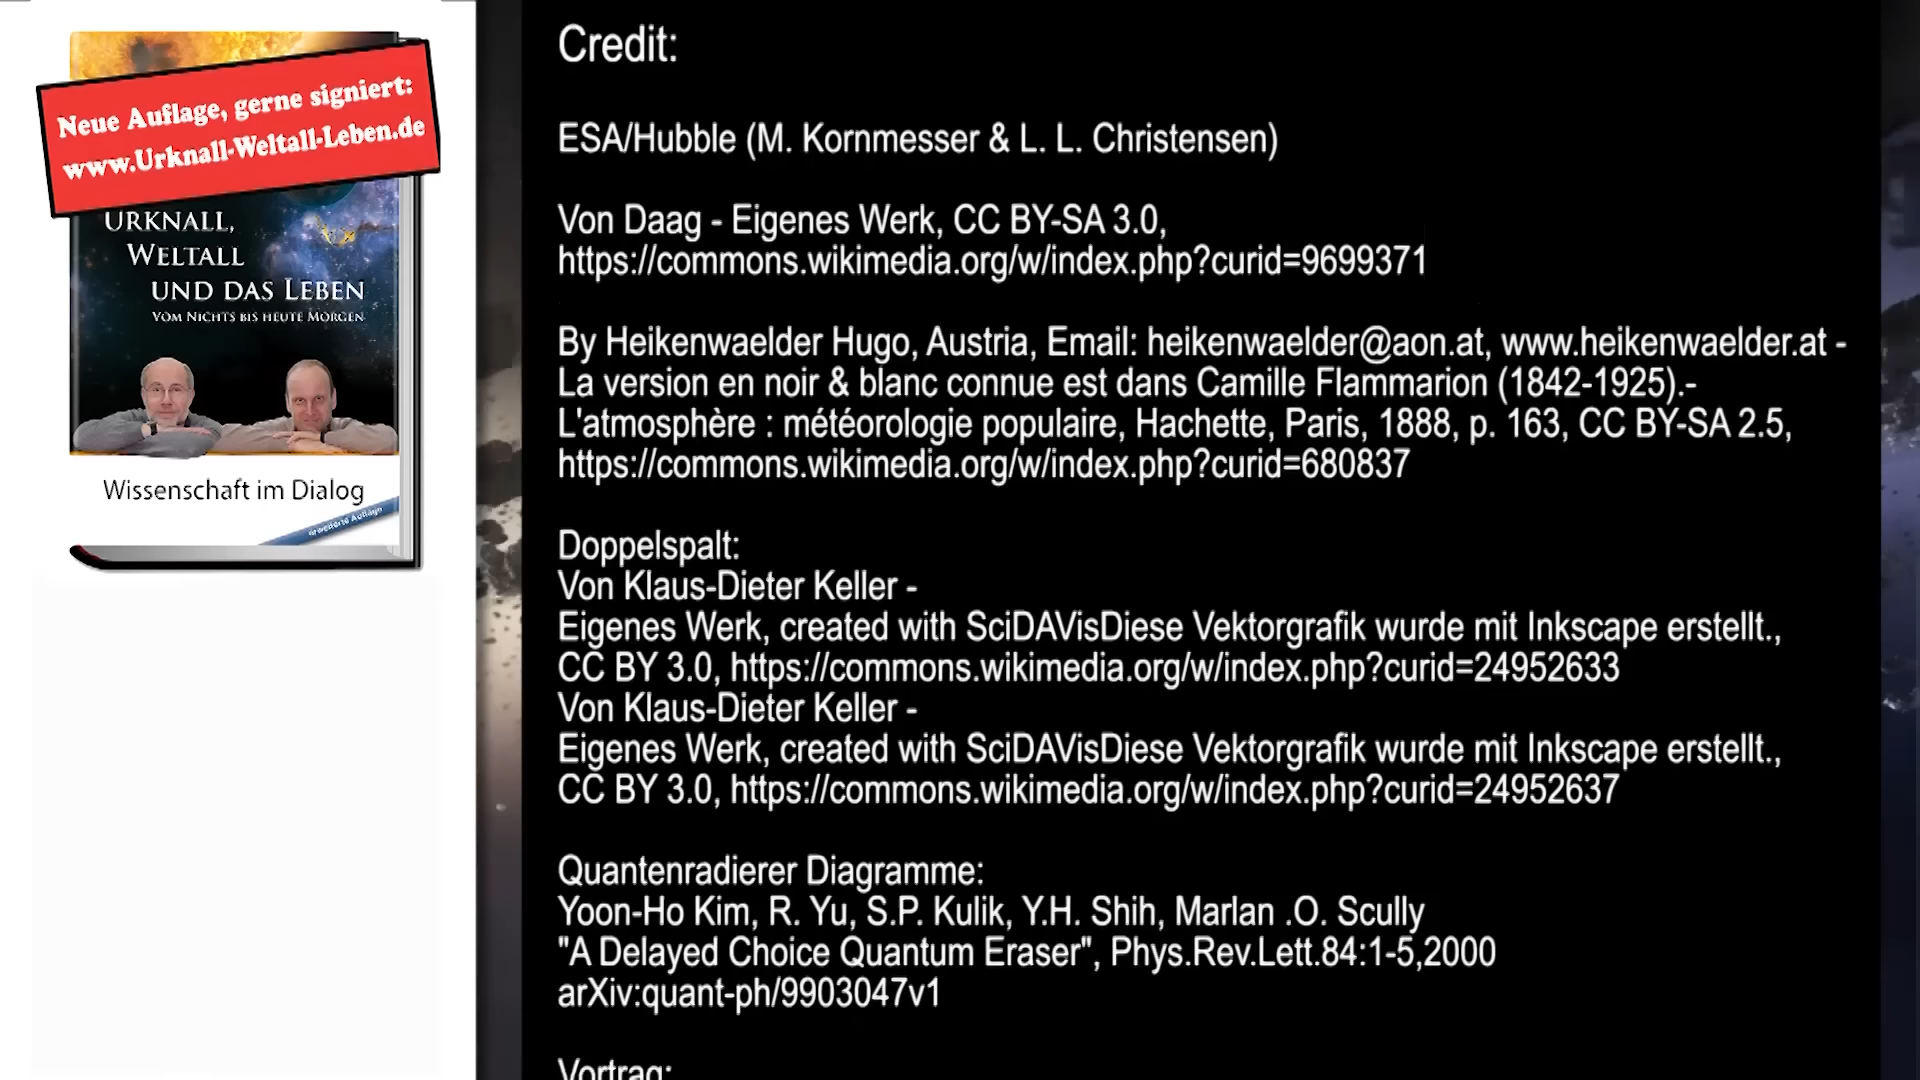 Neue Auflage, gerne signiert:
www.Urknall-Weltall-Leben.de
URKNALL,
WELTALL
UND DAS LEBEN
VOM NICHTS BIS HEUTE MORGEN
Wissenschaft im Dialog
erweiterte Auflage
Credit:
ESA/Hubble (M. Kornmesser & L. L. Christensen)
Von Daag - Eigenes Werk, CC BY-SA 3.0,
https://commons.wikimedia.org/w/index.php?curid=9699371
By Heikenwaelder Hugo, Austria, Email: heikenwaelder@aon.at, www.heikenwaelder.at -
La version en noir & blanc connue est dans Camille Flammarion (1842-1925).-
L'atmosphère : météorologie populaire, Hachette, Paris, 1888, p. 163, CC BY-SA 2.5,
https://commons.wikimedia.org/w/index.php?curid=680837
Doppelspalt:
Von Klaus-Dieter Keller -
Eigenes Werk, created with SciDAVisDiese Vektorgrafik wurde mit Inkscape erstellt.,
CC BY 3.0, https://commons.wikimedia.org/w/index.php?curid=24952633
Von Klaus-Dieter Keller -
Eigenes Werk, created with SciDAVisDiese Vektorgrafik wurde mit Inkscape erstellt.,
CC BY 3.0, https://commons.wikimedia.org/w/index.php?curid=24952637
Quantenradierer Diagramme:
Yoon-Ho Kim, R. Yu, S.P. Kulik, Y.H. Shih, Marlan .O. Scully
"A Delayed Choice Quantum Eraser", Phys.Rev.Lett.84:1-5,2000
arXiv:quant-ph/9903047v1
Vortrag: